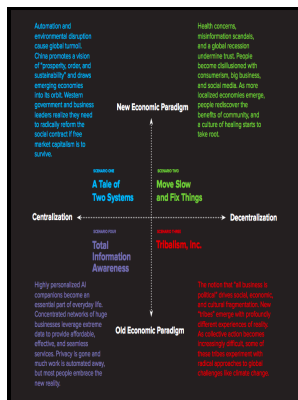 Automation and
environmental disruption
cause global turmoil.
China promotes a vision
of "prosperity, order, and
sustainability" and draws
emerging economies
into its orbit. Western
government and business
leaders realize they need
to radically reform the
social contract if free
market capitalism is to
survive.
Health concerns,
misinformation scandals,
and a global recession
undermine trust. People
become disillusioned with
consumerism, big business,
and social media. As more
localized economies emerge,
people rediscover the
benefits of community, and
a culture of healing starts to
take root.
New Economic Paradigm
SCENARIO ONE
A Tale of
Two Systems
SCENARIO TWO
Move Slow
and Fix Things
Centralization
Decentralization
SCENARIO FOUR
Total
Information
Awareness
SCENARIO THREE
Tribalism, Inc.
Old Economic Paradigm
Highly personalized AI
companions become an
essential part of everyday life.
Concentrated networks of huge
businesses leverage extreme
data to provide affordable,
effective, and seamless
services. Privacy is gone and
much work is automated away,
but most people embrace the
new reality.
The notion that "all business is
political" drives social, economic,
and cultural fragmentation. New
"tribes" emerge with profoundly
different experiences of reality.
As collective action becomes
increasingly difficult, some of
these tribes experiment with
radical approaches to global
challenges like climate change.